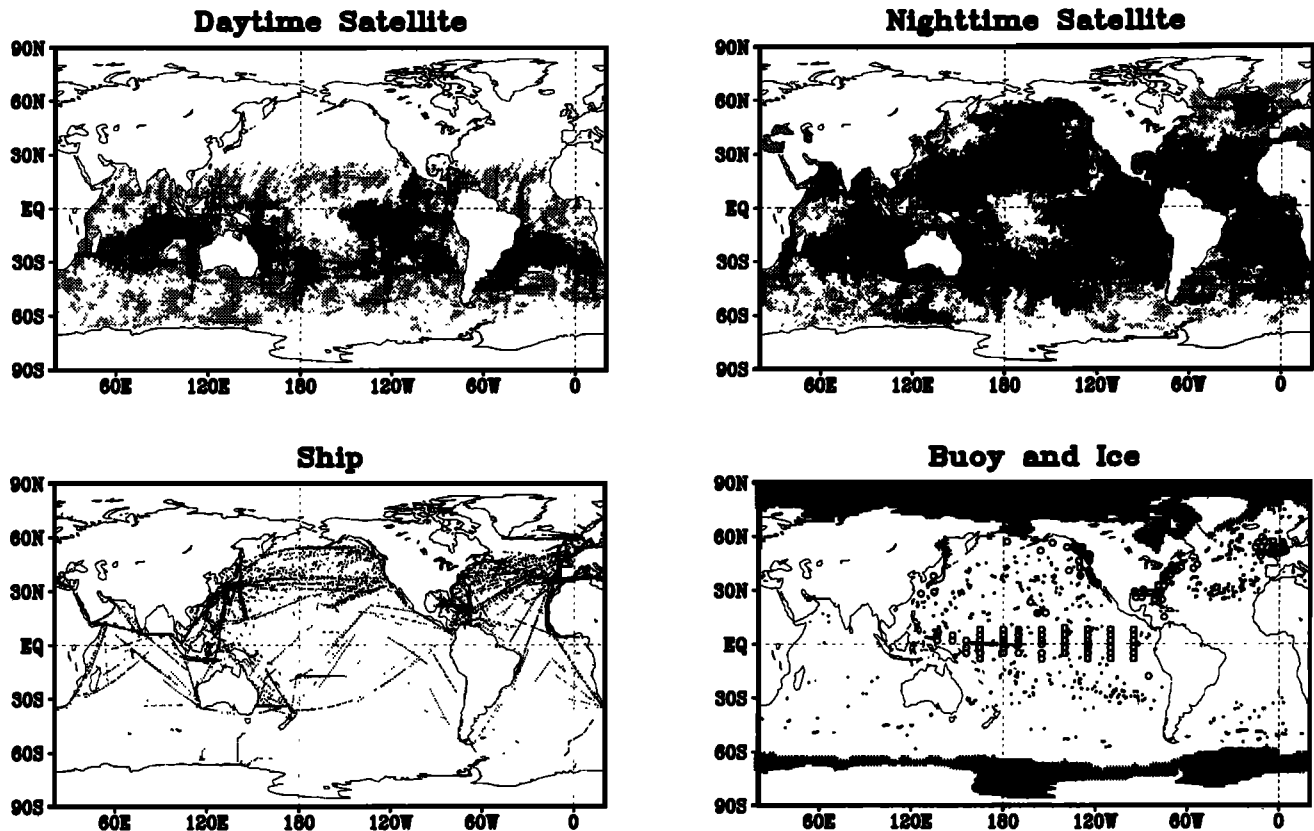 Daytime Satellite
90N
60N
30N
EQ
30S
60S
90S
60E 120E 180 120W 60W 0
Nighttime Satellite
90N
60N
30N
EQ
30S
60S
90S
60E 120E 180 120W 60W 0
Ship
90N
60N
30N
EQ
30S
60S
90S
60E 120E 180 120W 60W 0
Buoy and Ice
90N
60N
30N
EQ
30S
60S
90S
60E 120E 180 120W 60W 0